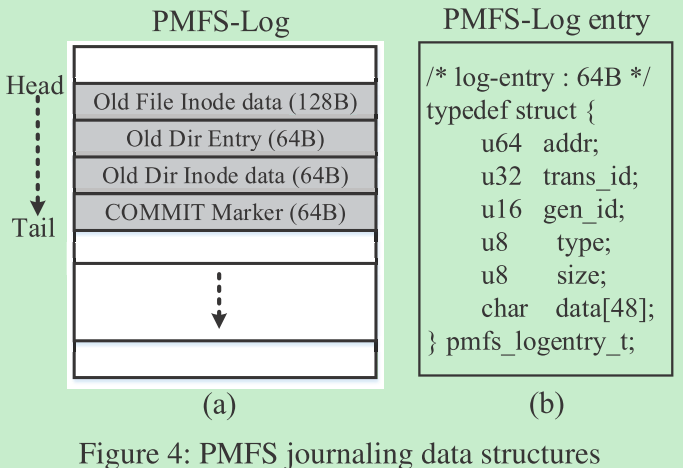 PMFS-Log
Head
Old File Inode data (128B)
Old Dir Entry (64B)
Old Dir Inode data (64B)
COMMIT Marker (64B)
Tail
(a)
PMFS-Log entry
/* log-entry : 64B */
typedef struct {
u64 addr;
u32 trans_id;
u16 gen_id;
u8 type;
u8 size;
char data[48];
} pmfs_logentry_t;
(b)
Figure 4: PMFS journaling data structures